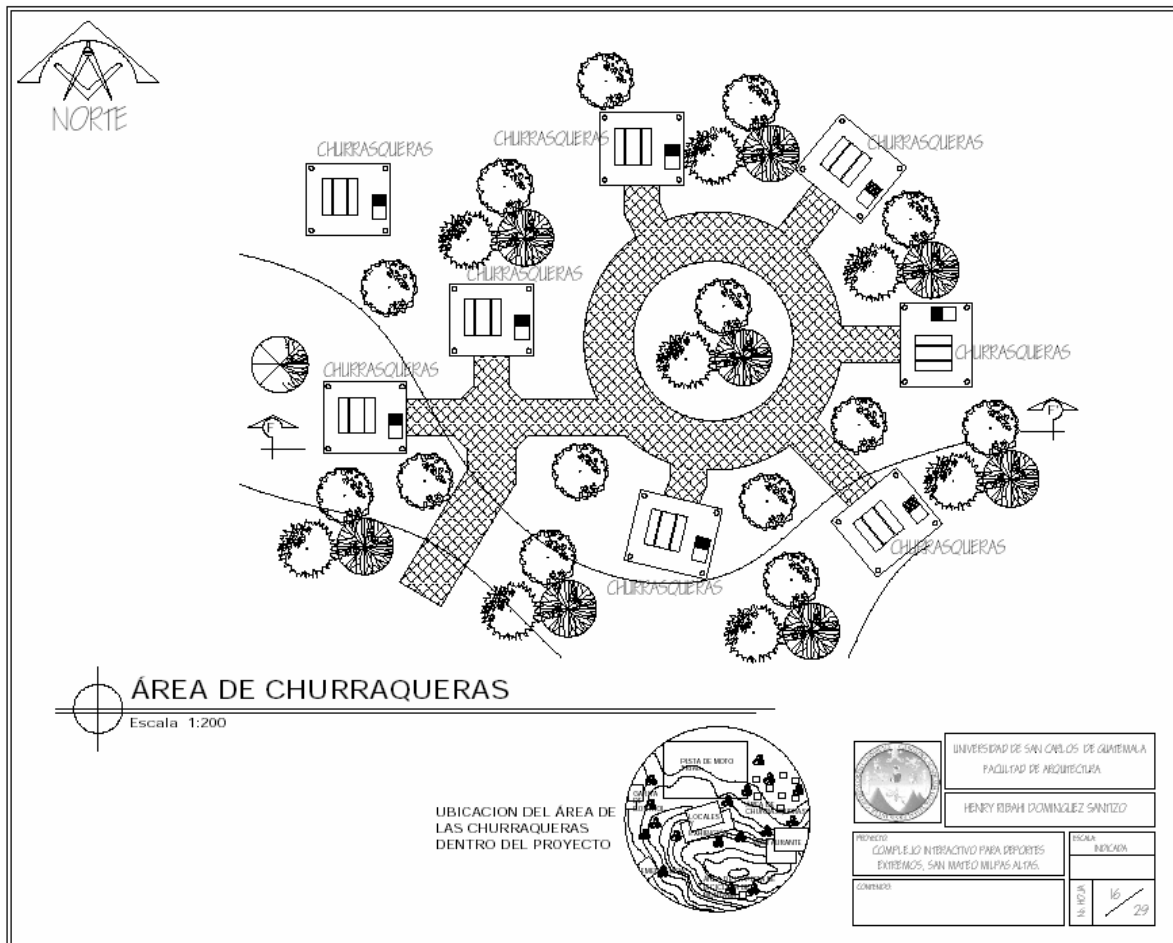 NORTE
CHURRASQUERAS
CHURRASQUERAS
CHURRASQUERAS
CHURRASQUERAS
CHURRASQUERAS
CHURRASQUERAS
CHURRASQUERAS
CHURRASQUERAS
F'
F'
ÁREA DE CHURRAQUERAS
Escala 1:200
UBICACION DEL ÁREA DE
LAS CHURRAQUERAS
DENTRO DEL PROYECTO
PISTA DE MOTO
LOCALES
UNIVERSIDAD DE SAN CARLOS DE GUATEMALA
FACULTAD DE ARQUITECTURA
HENRY RIBAHI DOMINGUEZ SANTIZO
PROYECTO:
COMPLEJO INTERACTIVO PARA DEPORTES
EXTREMOS, SAN MATEO MILPAS ALTAS.
ESCALA:
INDICADA
CONTENIDO:
No. HOJA
16
29